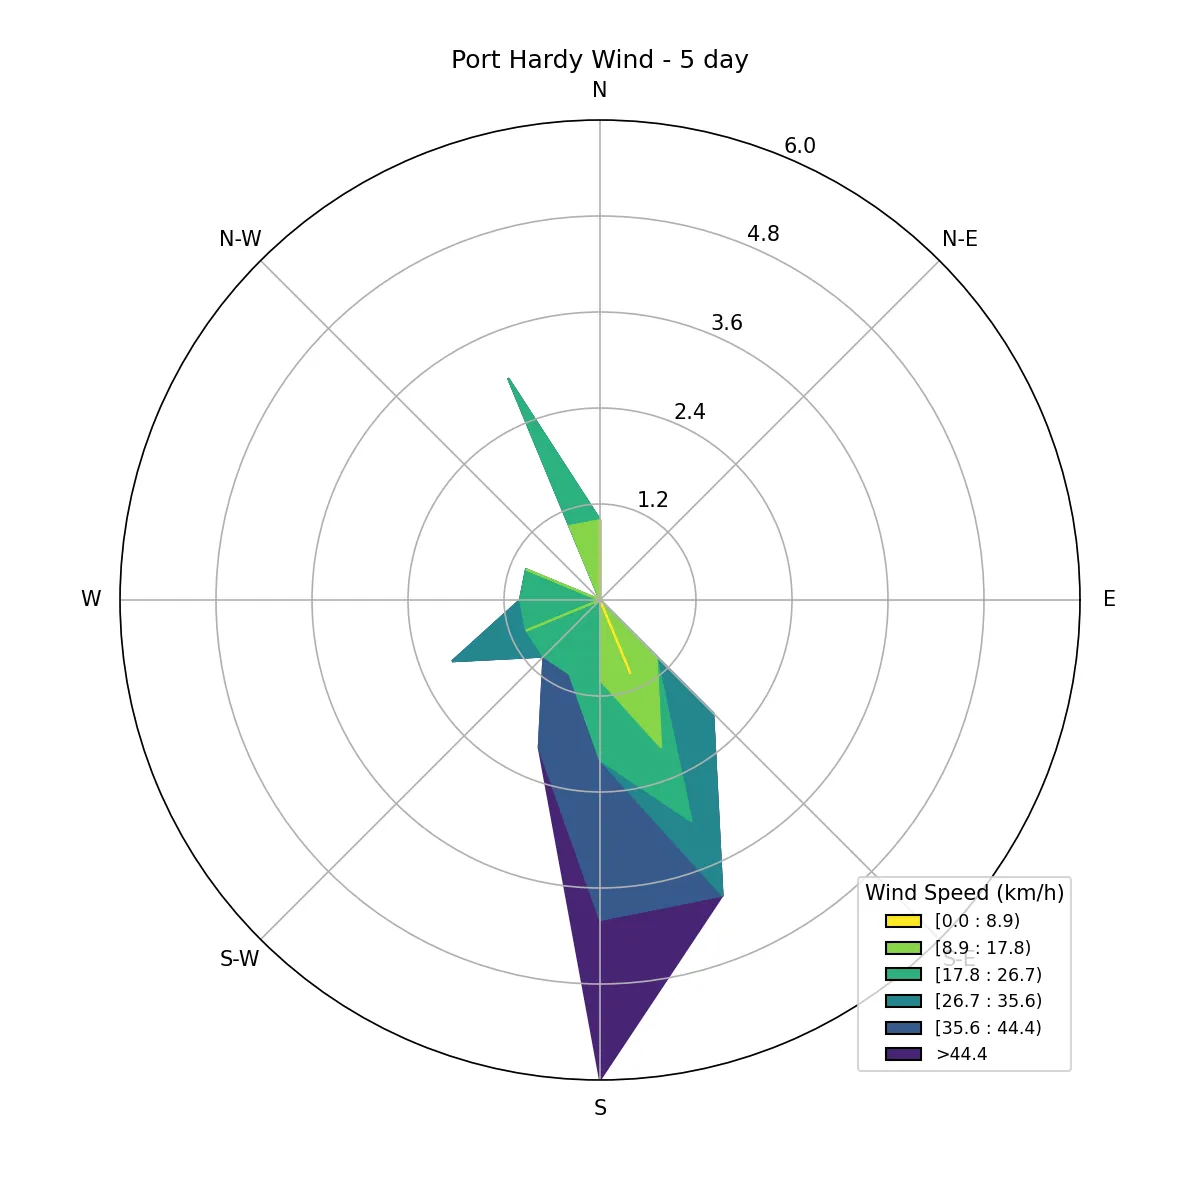 Port Hardy Wind - 5 day
N
6.0
N-W
N-E
4.8
3.6
2.4
1.2
W
E
Wind Speed (km/h)
[0.0 : 8.9)
[8.9 : 17.8)
S-W
S-E
[17.8 : 26.7)
[26.7 : 35.6)
[35.6 : 44.4)
>44.4
S